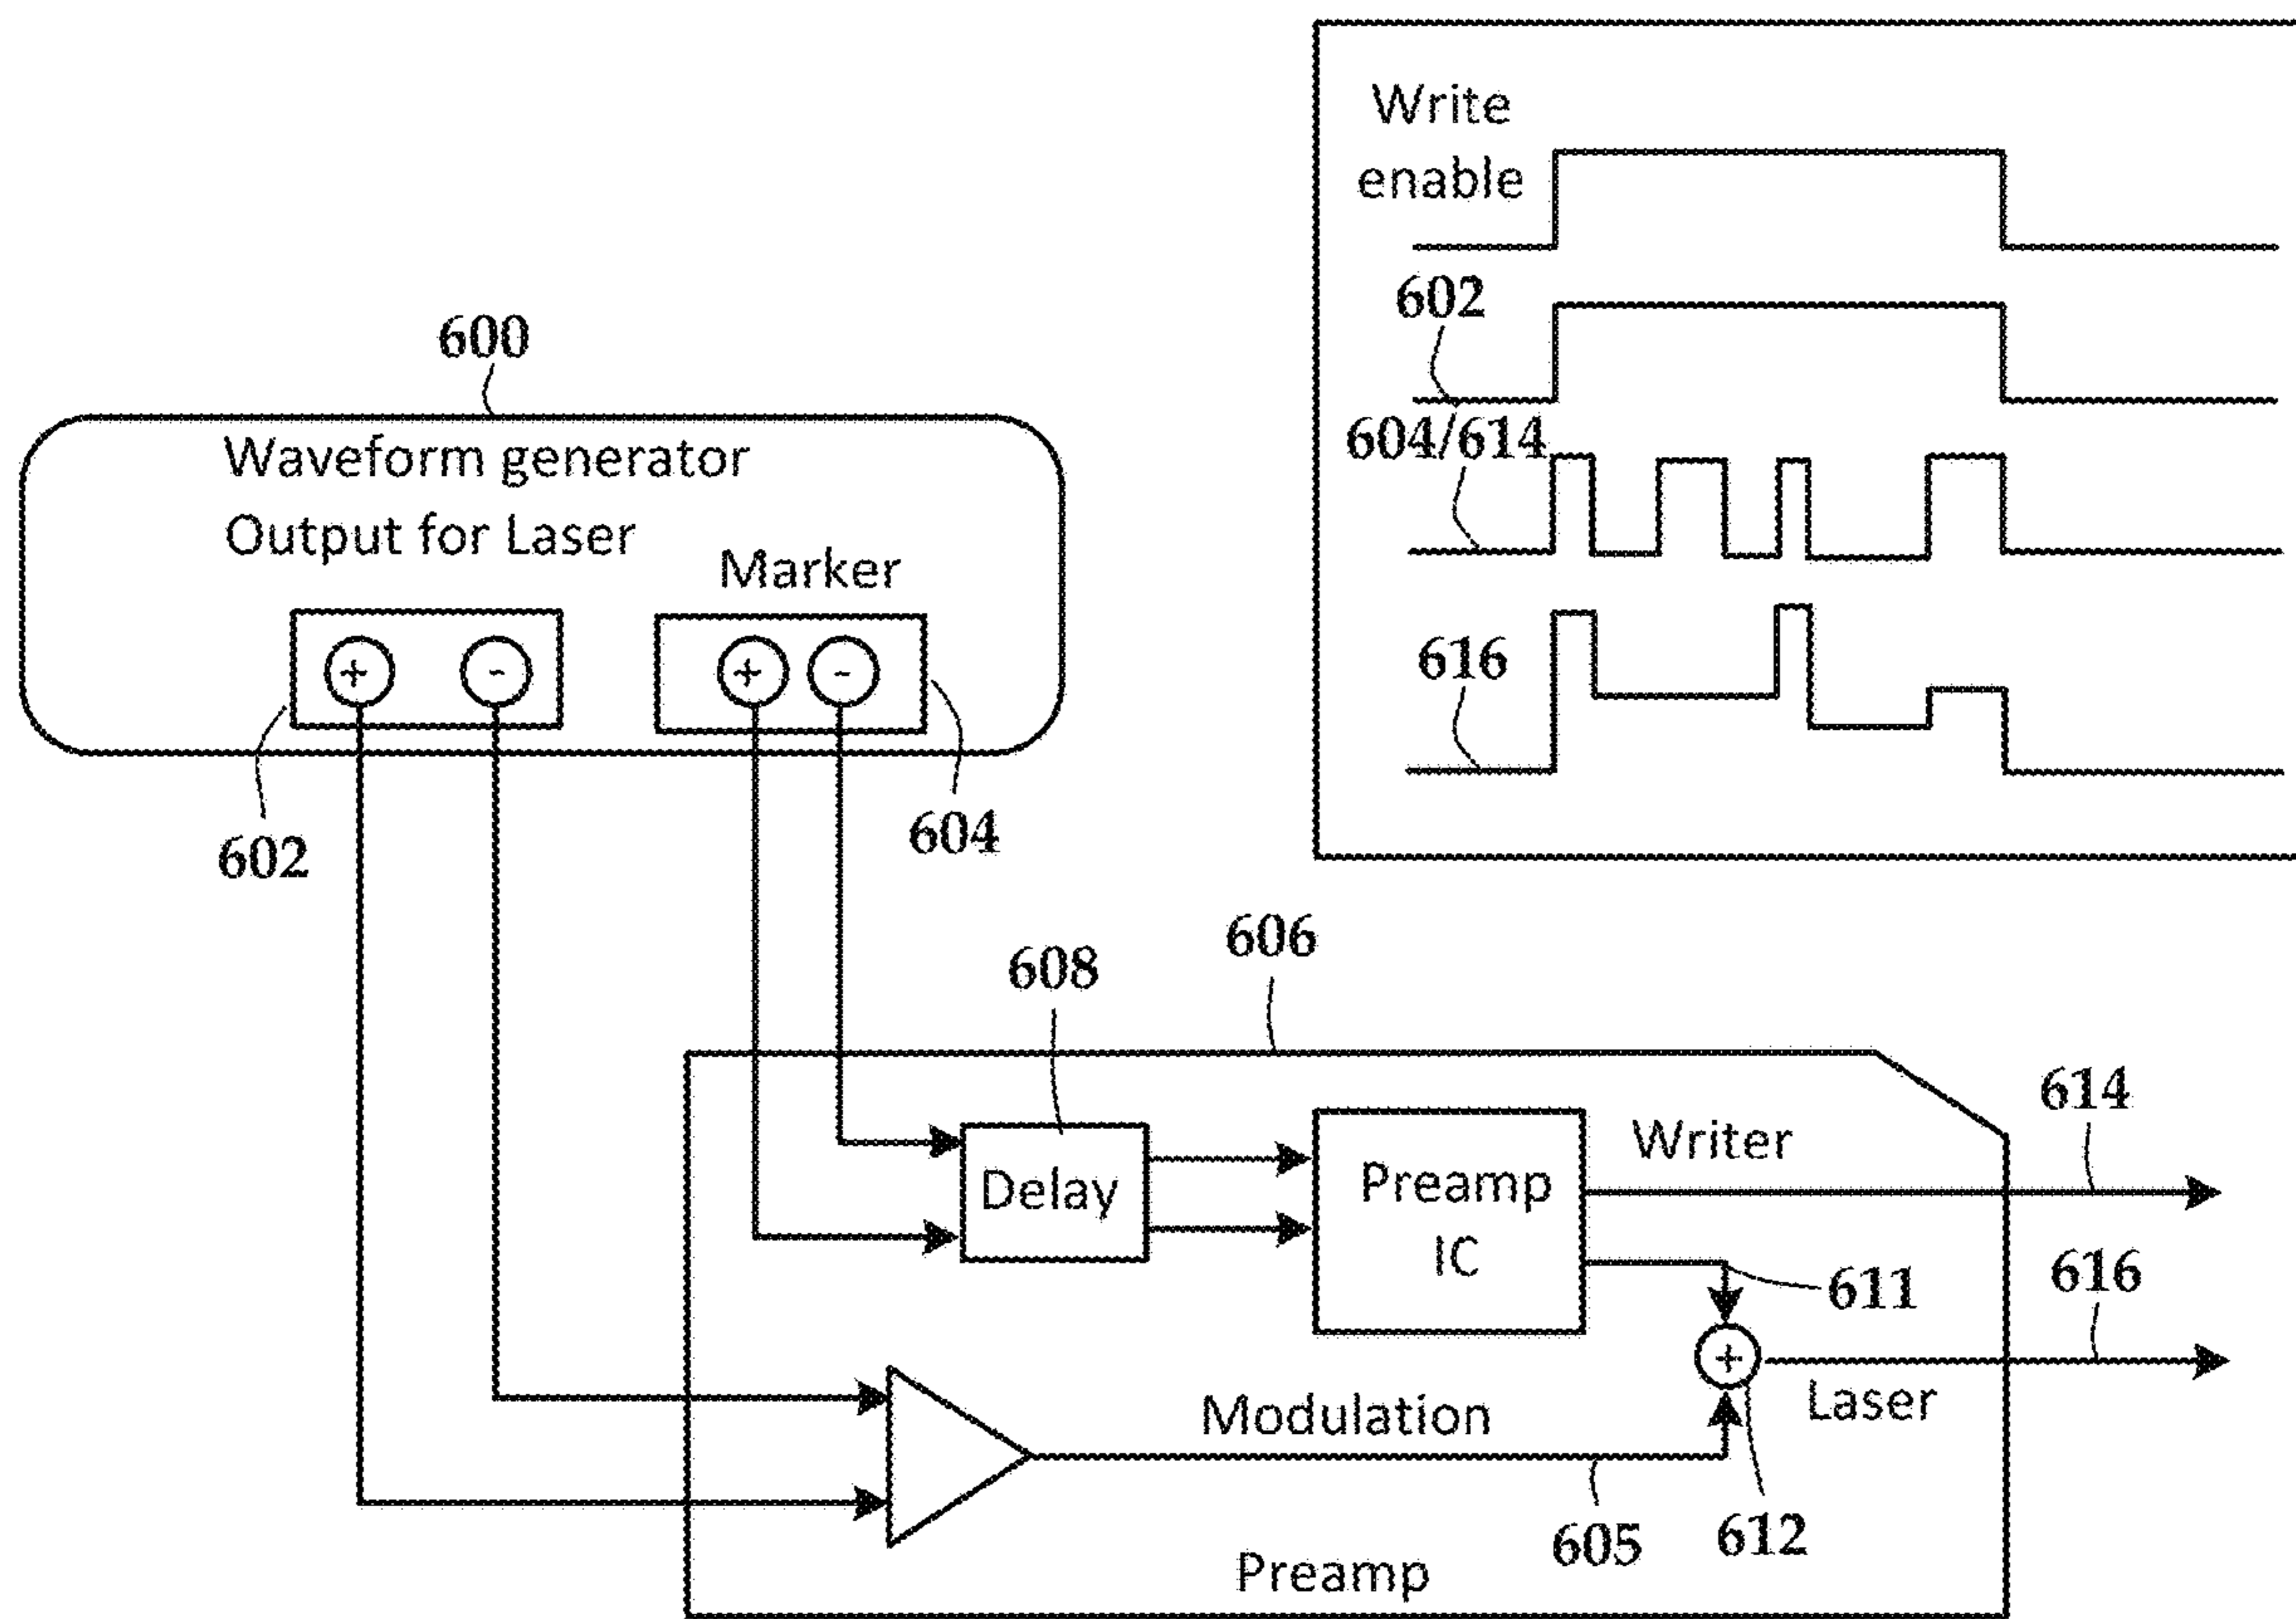 600
Waveform generator
Output for Laser
Marker
+ - + -
602
604
Write
enable
602
604/614
616
606
608
614
Writer
Delay
Preamp
IC
616
611
+
Laser
Modulation
605
612
Preamp